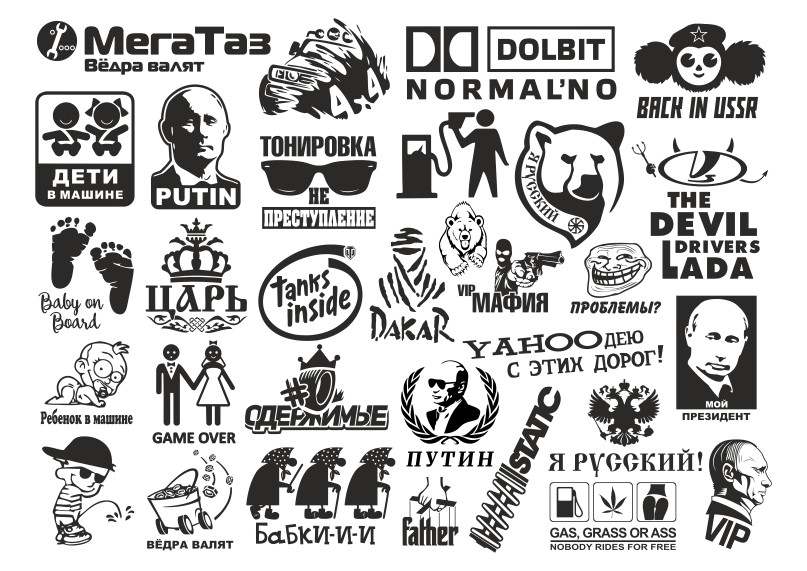 МегаТаз
Вёдра валят
4x4
DOLBIT
NORMAL'NO
BACK IN USSR
ДЕТИ
В МАШИНЕ
PUTIN
ТОНИРОВКА
НЕ
ПРЕСТУПЛЕНИЕ
Я РУССКИЙ
THE
DEVIL
DRIVERS
LADA
Baby on
Board
ЦАРЬ
tanks
inside
DAKAR
VIP
МАФИЯ
ПРОБЛЕМЫ?
YAHOOДЕЮ
С ЭТИХ ДОРОГ!
МОЙ
ПРЕЗИДЕНТ
Ребенок в машине
GAME OVER
#0
ОДЕРЖИМЫЕ
ПУТИН
STATIC
Я РУССКИЙ!
ВЁДРА ВАЛЯТ
БаБКИ-И-И
father
GAS, GRASS OR ASS
NOBODY RIDES FOR FREE
VIP